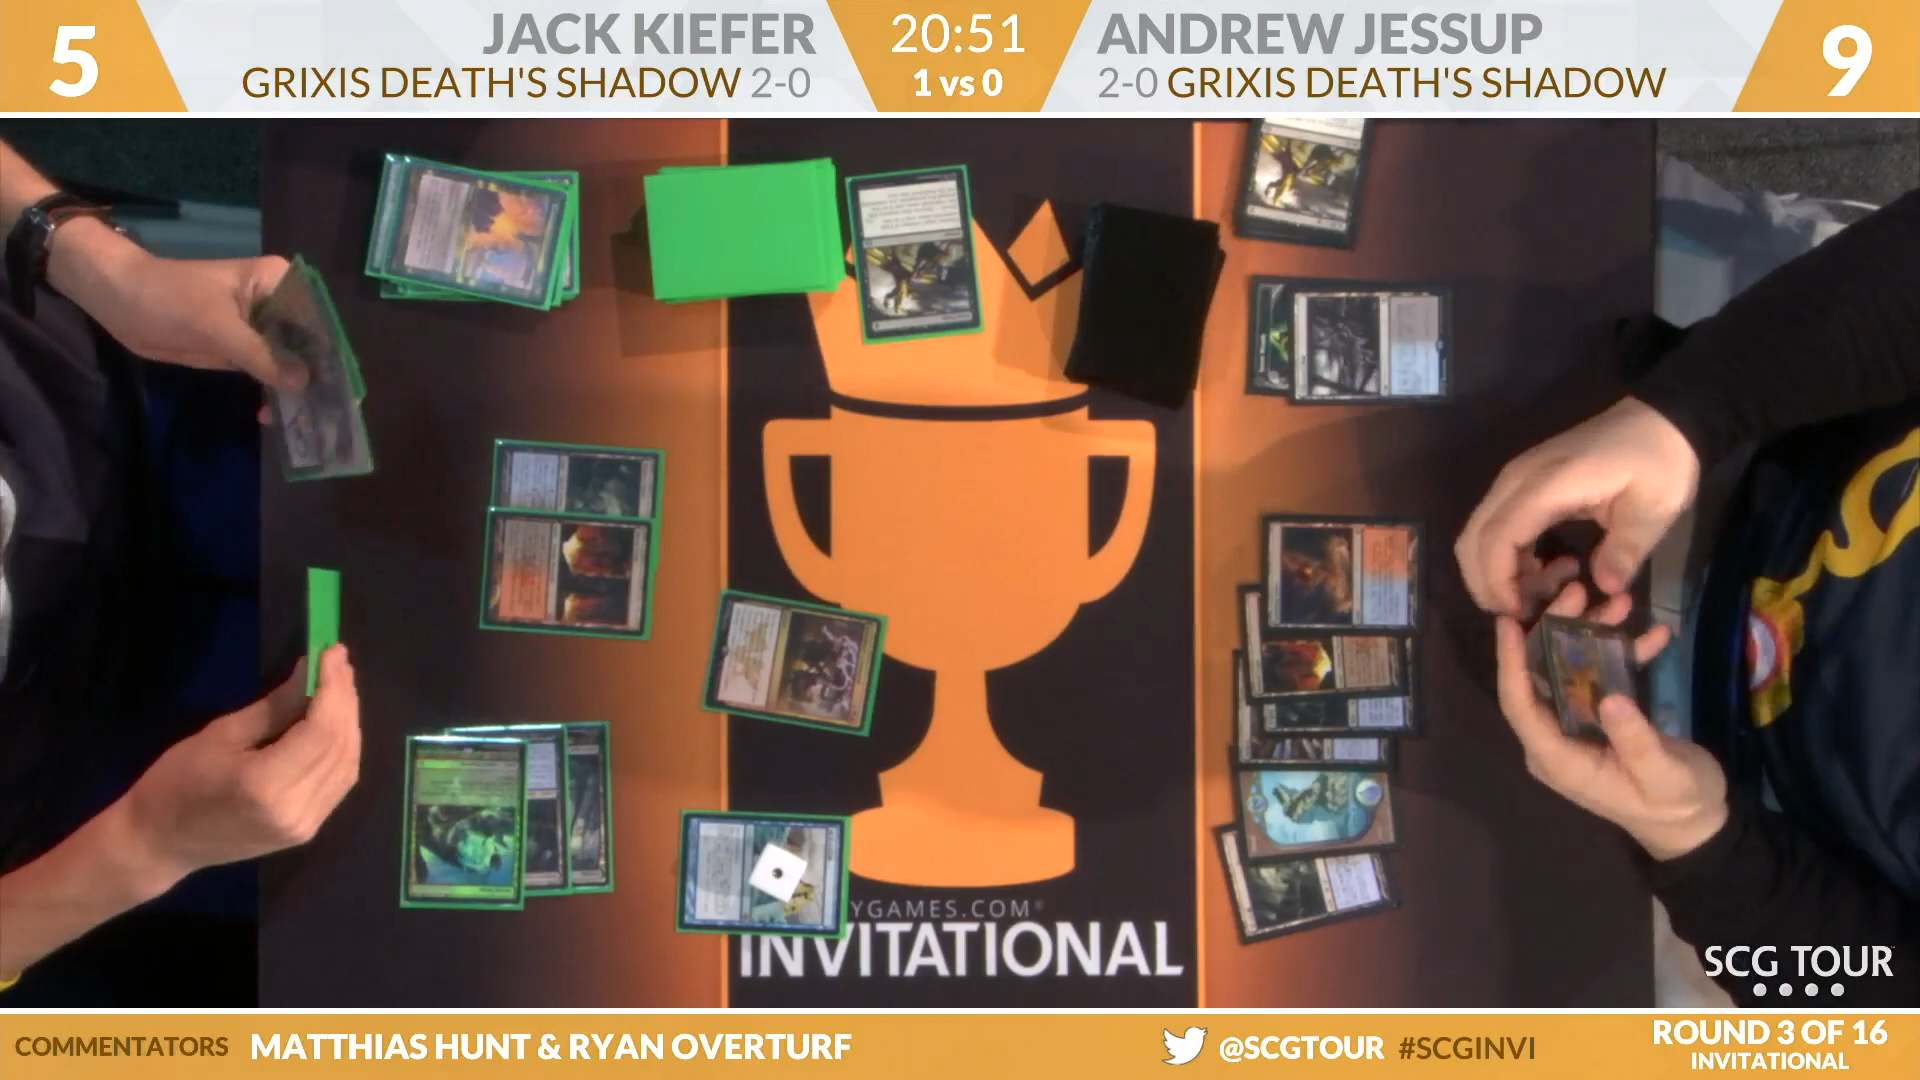 5
JACK KIEFER
GRIXIS DEATH'S SHADOW 2-0
20:51
1 vs 0
ANDREW JESSUP
2-0 GRIXIS DEATH'S SHADOW
9
YGAMES.COM
INVITATIONAL
SCG TOUR
COMMENTATORS MATTHIAS HUNT & RYAN OVERTURF
@SCGTOUR #SCGINVI
ROUND 3 OF 16
INVITATIONAL